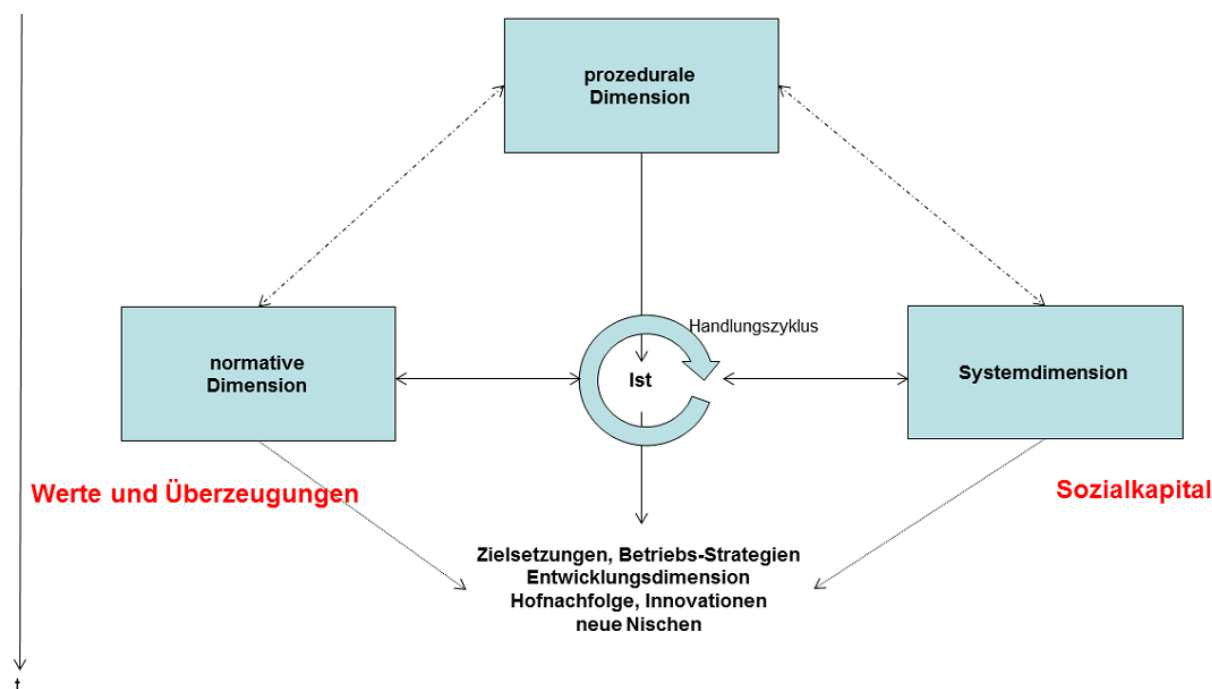 prozedurale
Dimension
Handlungszyklus
normative
Dimension
Ist
Systemdimension
Werte und Überzeugungen
Sozialkapital
Zielsetzungen, Betriebs-Strategien
Entwicklungsdimension
Hofnachfolge, Innovationen
neue Nischen
t